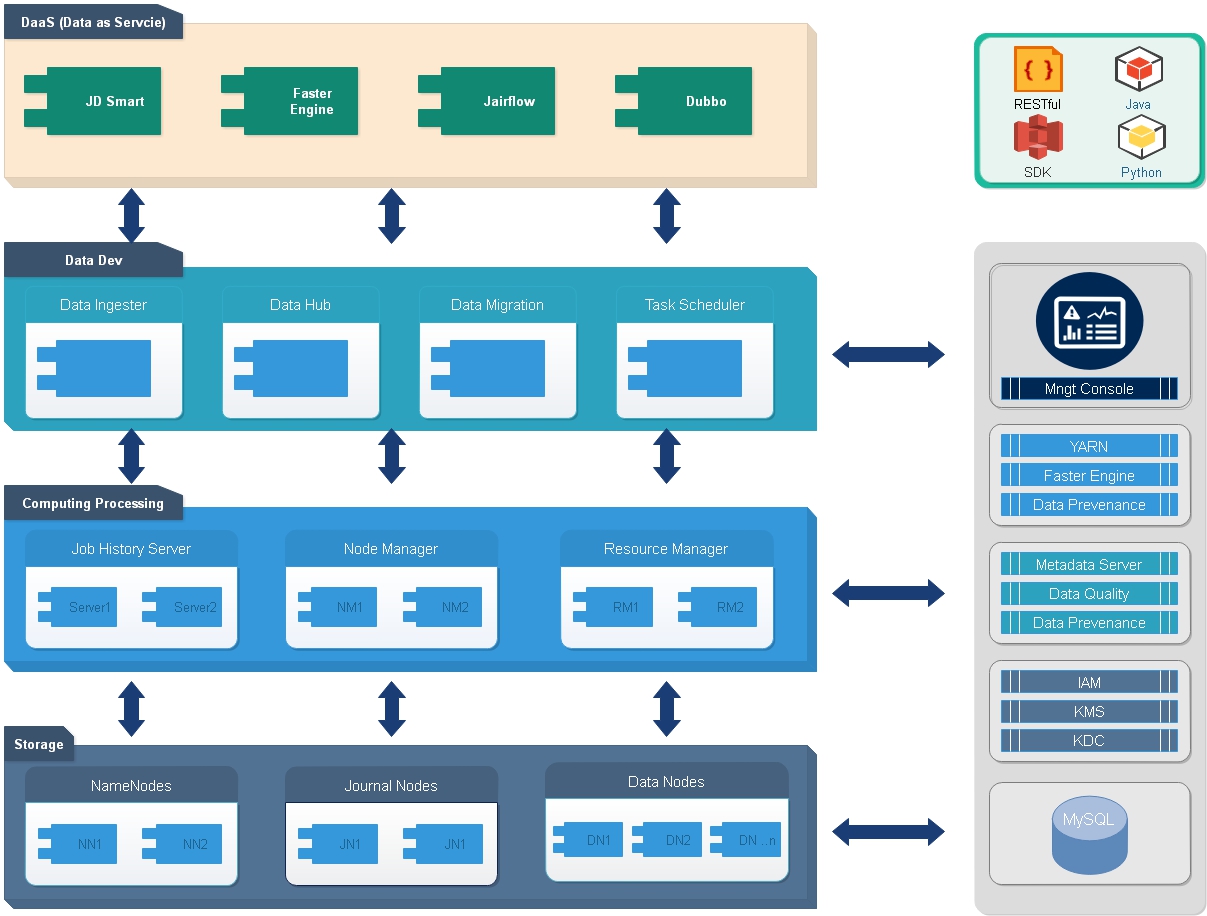 DaaS (Data as Servcie)
JD Smart
Faster
Engine
Jairflow
Dubbo
{ }
RESTful
Java
SDK
Python
Data Dev
Data Ingester
Data Hub
Data Migration
Task Scheduler
Mngt Console
YARN
Faster Engine
Data Prevenance
Computing Processing
Job History Server
Node Manager
Resource Manager
Server1
Server2
NM1
NM2
RM1
RM2
Metadata Server
Data Quality
Data Prevenance
IAM
KMS
KDC
Storage
NameNodes
Journal Nodes
Data Nodes
NN1
NN2
JN1
JN1
DN1
DN2
DN ..n
MySQL